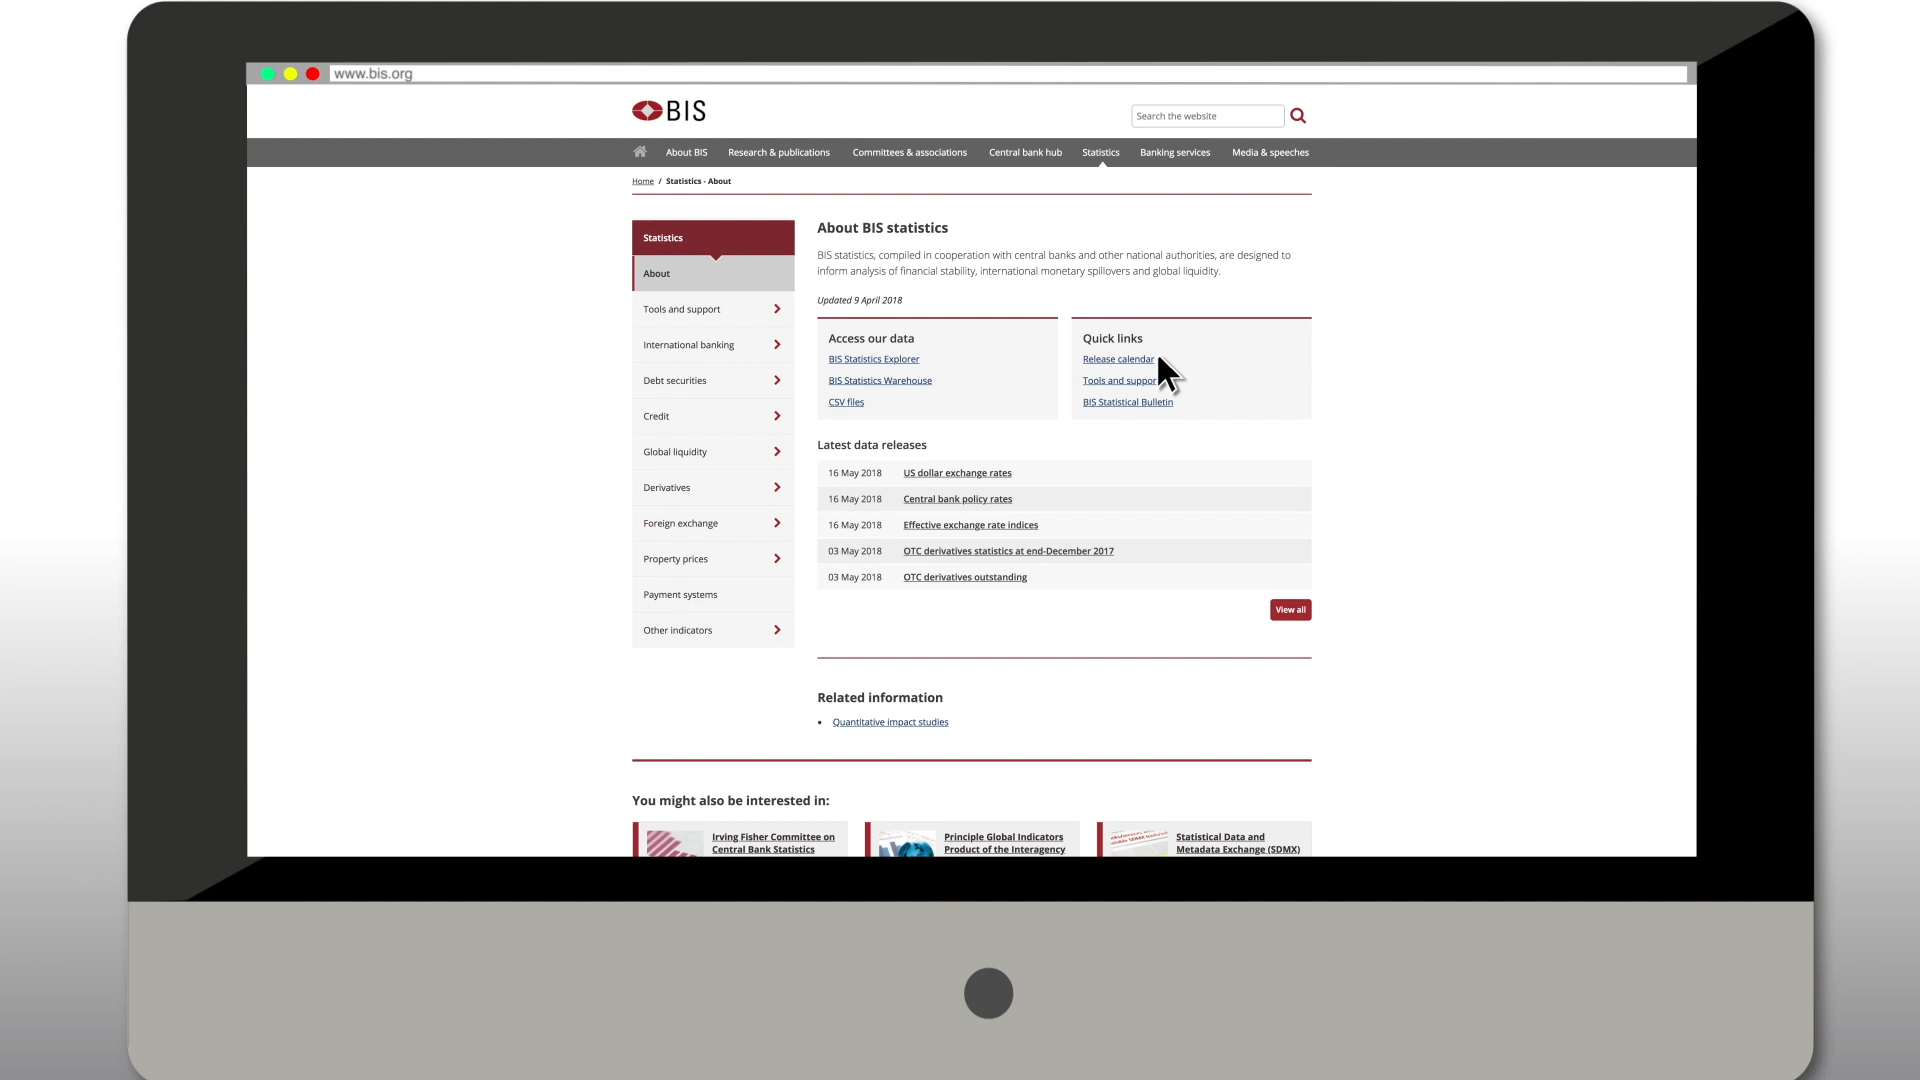 www.bis.org
BIS
Search the website
About BIS
Research & publications
Committees & associations
Central bank hub
Statistics
Banking services
Media & speeches
Home / Statistics - About
Statistics
About
Tools and support
International banking
Debt securities
Credit
Global liquidity
Derivatives
Foreign exchange
Property prices
Payment systems
Other indicators
About BIS statistics
BIS statistics, compiled in cooperation with central banks and other national authorities, are designed to
inform analysis of financial stability, international monetary spillovers and global liquidity.
Updated 9 April 2018
Access our data
BIS Statistics Explorer
BIS Statistics Warehouse
CSV files
Quick links
Release calendar
Tools and suppor
BIS Statistical Bulletin
Latest data releases
16 May 2018 US dollar exchange rates
16 May 2018 Central bank policy rates
16 May 2018 Effective exchange rate indices
03 May 2018 OTC derivatives statistics at end-December 2017
03 May 2018 OTC derivatives outstanding
View all
Related information
• Quantitative impact studies
You might also be interested in:
Irving Fisher Committee on
Central Bank Statistics
Principle Global Indicators
Product of the Interagency
Statistical Data and
Metadata Exchange (SDMX)